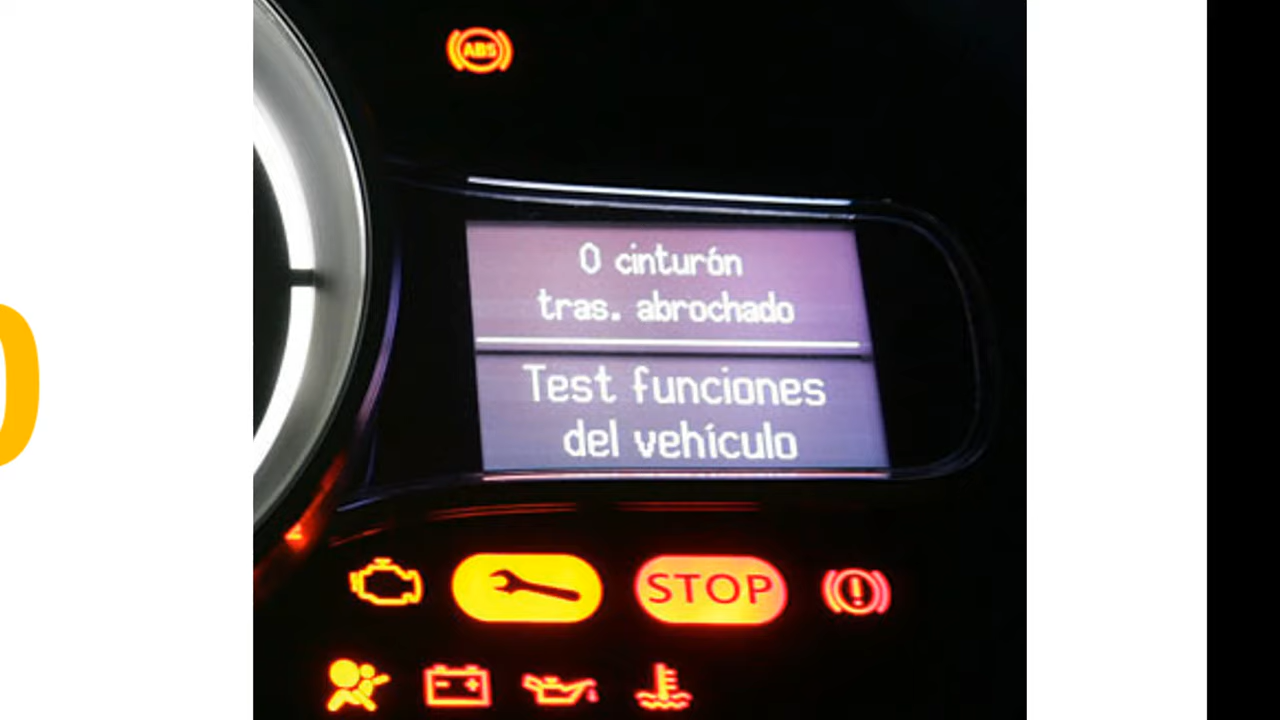 ABS
0 cinturón
tras. abrochado
Test funciones
del vehículo
STOP